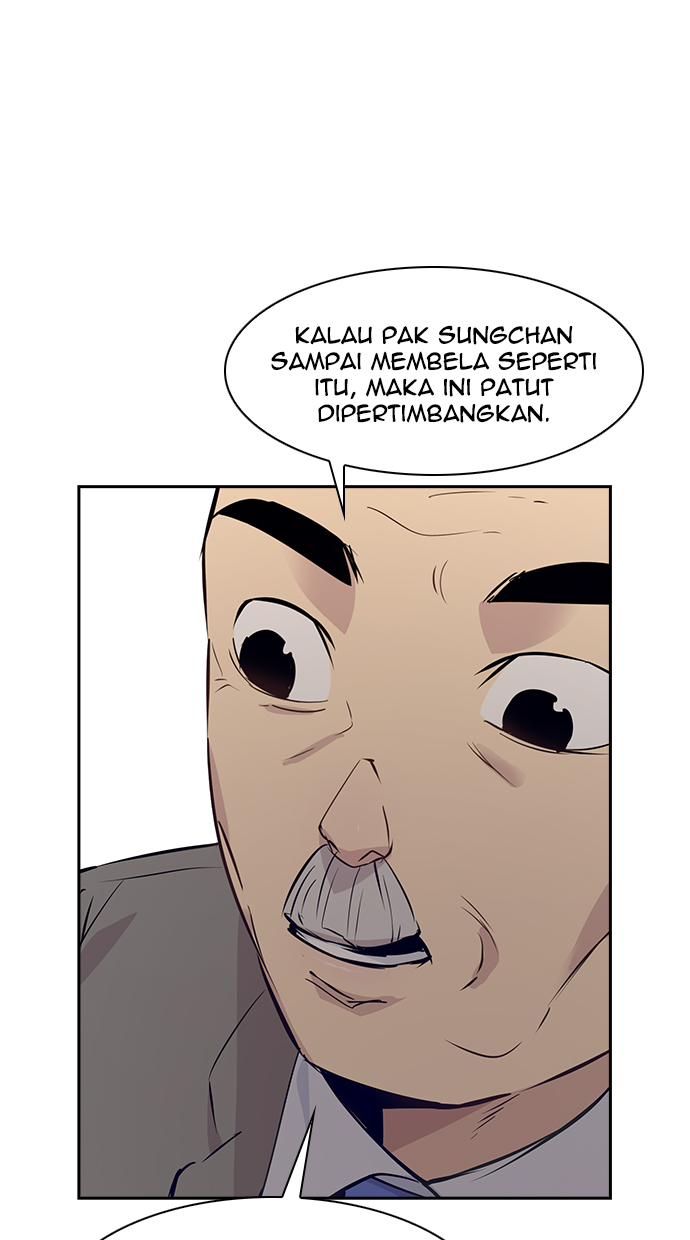 KALAU PAK SUNGCHAN
SAMPAI MEMBELA SEPERTI
ITU, MAKA INI PATUT
DIPERTIMBANGKAN.